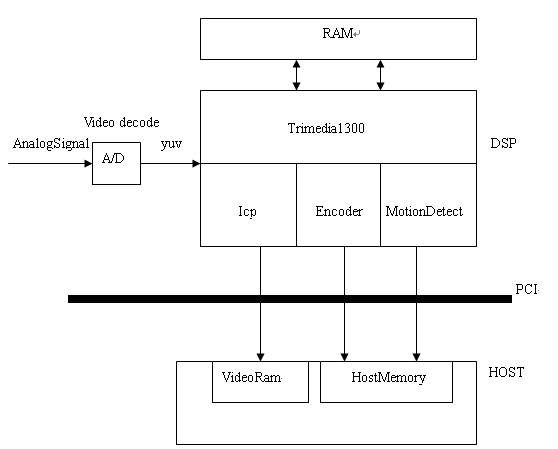 RAM
Trimedia1300
DSP
Video decode
AnalogSignal
A/D
yuv
Icp
Encoder
MotionDetect
PCI
HOST
VideoRam
HostMemory